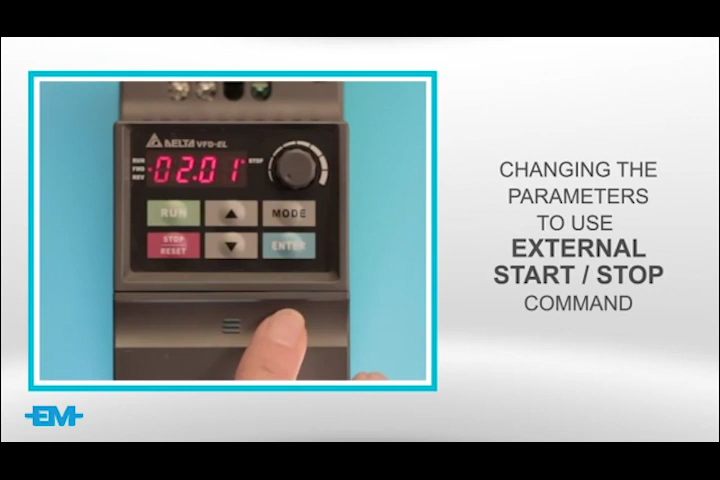 DELTA VFD-EL
RUN
FWD
REV
02.01
STOP
RUN
▲
MODE
STOP
RESET
▼
ENTER
CHANGING THE
PARAMETERS
TO USE
EXTERNAL
START / STOP
COMMAND
EM